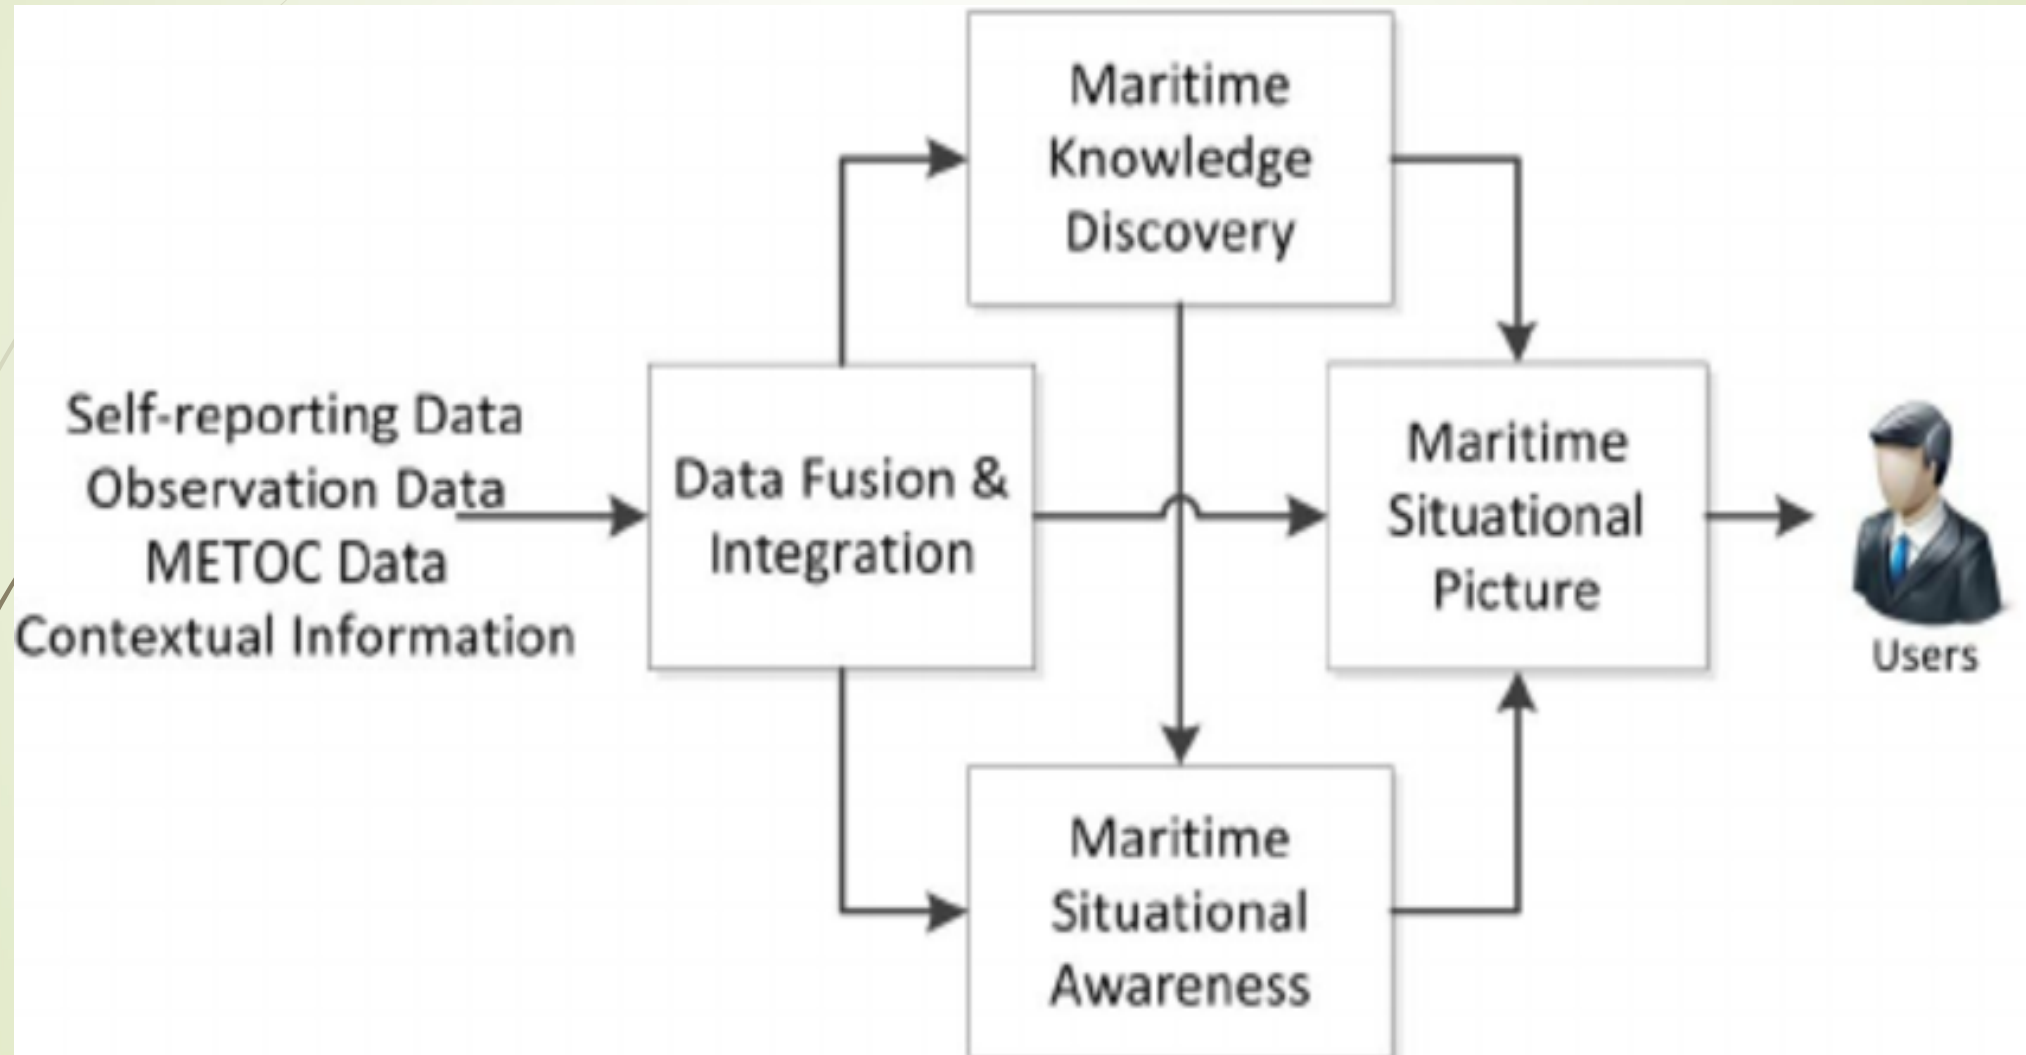 Maritime
Knowledge
Discovery
Self-reporting Data
Observation Data
METOC Data
Contextual Information
Data Fusion &
Integration
Maritime
Situational
Picture
Users
Maritime
Situational
Awareness